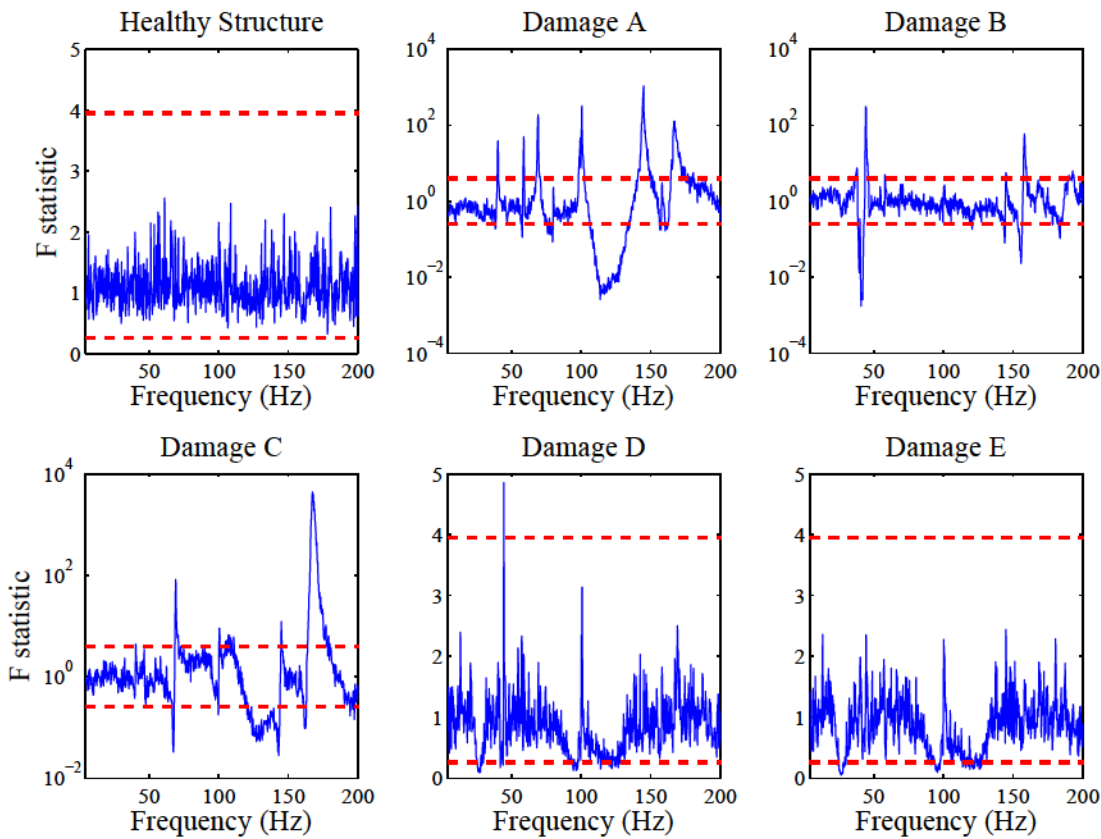 Healthy Structure
5
4
3
2
1
0
F statistic
50 100 150 200
Frequency (Hz)
Damage A
10^4
10^2
10^0
10^-2
10^-4
50 100 150 200
Frequency (Hz)
Damage B
10^4
10^2
10^0
10^-2
10^-4
50 100 150 200
Frequency (Hz)
Damage C
10^4
10^2
10^0
10^-2
F statistic
50 100 150 200
Frequency (Hz)
Damage D
5
4
3
2
1
0
50 100 150 200
Frequency (Hz)
Damage E
5
4
3
2
1
0
50 100 150 200
Frequency (Hz)